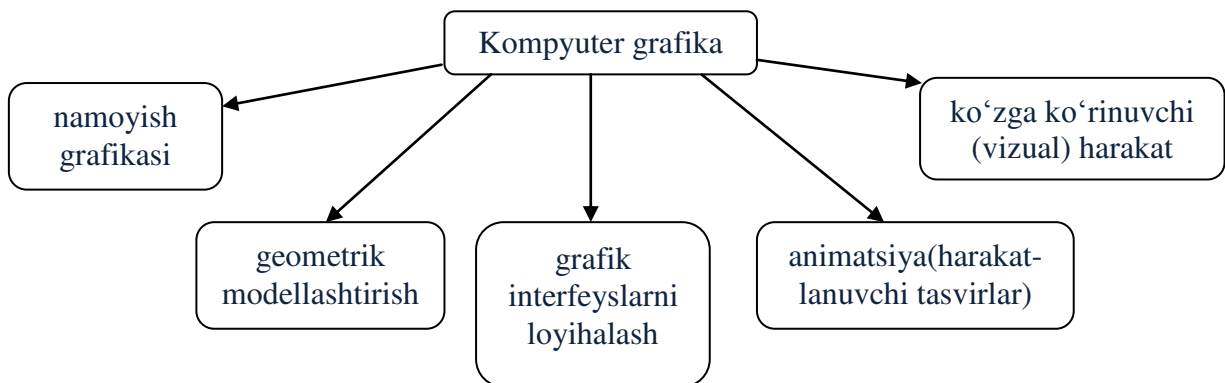 Kompyuter grafika
namoyish
grafikasi
ko‘zga ko‘rinuvchi
(vizual) harakat
geometrik
modellashtirish
grafik
interfeyslarni
loyihalash
animatsiya(harakat-
lanuvchi tasvirlar)